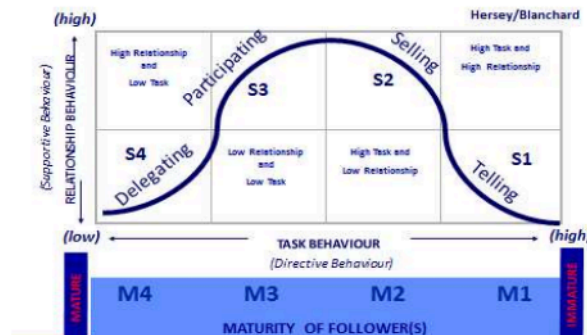 Hersey/Blanchard
(high)
High Relationship
and
Low Task
Participating
Selling
High Task and
High Relationship
S3
S2
(Supportive Behaviour)
RELATIONSHIP BEHAVIOUR
S4
Delegating
Low Relationship
and
Low Task
High Task and
Low Relationship
S1
Telling
(low)
TASK BEHAVIOUR
(high)
(Directive Behaviour)
MATURE
M4
M3
M2
M1
IMMATURE
MATURITY OF FOLLOWER(S)